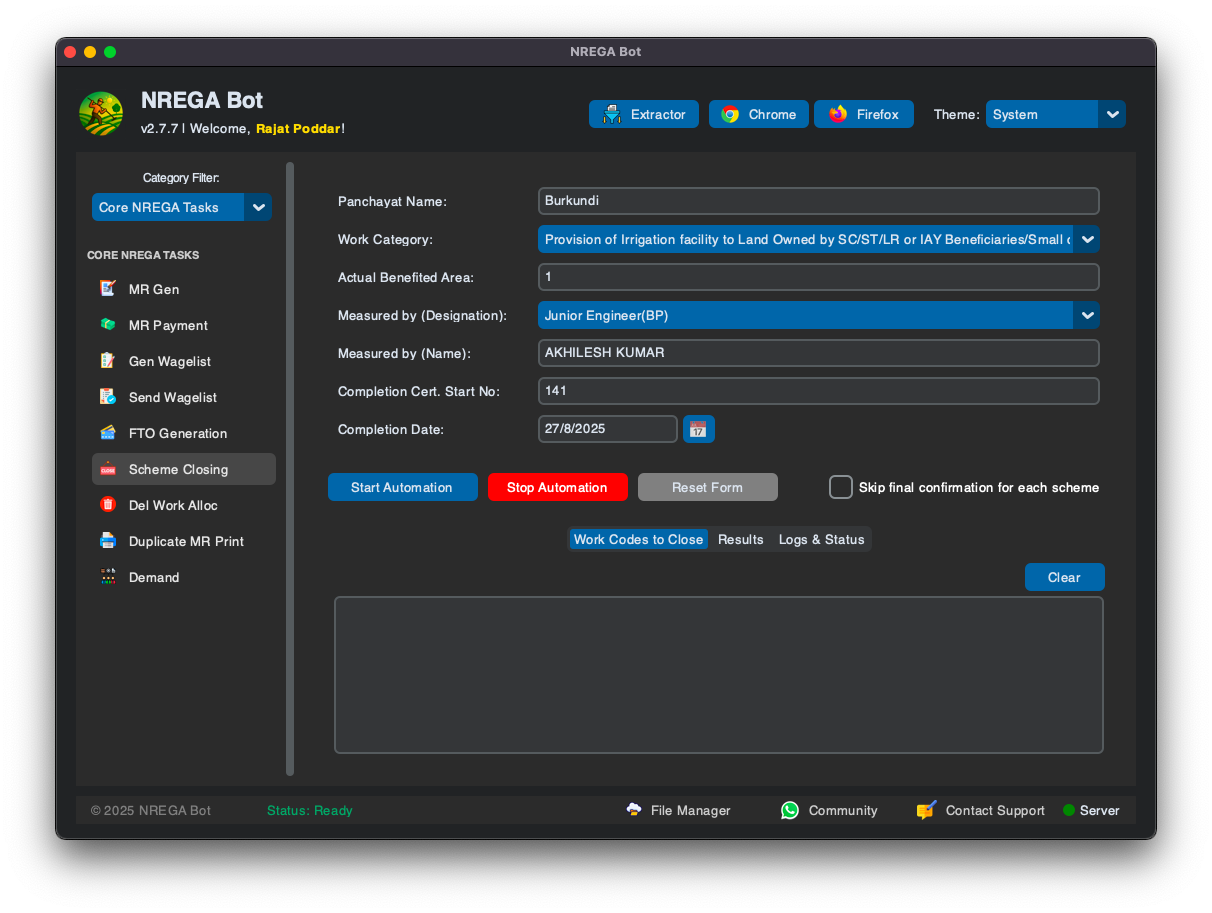 NREGA Bot
NREGA Bot
v2.7.7 | Welcome, Rajat Poddar!
Extractor
Chrome
Firefox
Theme:
System
Category Filter:
Core NREGA Tasks
CORE NREGA TASKS
MR Gen
MR Payment
Gen Wagelist
Send Wagelist
FTO Generation
Scheme Closing
Del Work Alloc
Duplicate MR Print
Demand
Panchayat Name:
Burkundi
Work Category:
Provision of Irrigation facility to Land Owned by SC/ST/LR or IAY Beneficiaries/Small
Actual Benefited Area:
1
Measured by (Designation):
Junior Engineer(BP)
Measured by (Name):
AKHILESH KUMAR
Completion Cert. Start No:
141
Completion Date:
27/8/2025
17
Start Automation
Stop Automation
Reset Form
Skip final confirmation for each scheme
Work Codes to Close
Results
Logs & Status
Clear
© 2025 NREGA Bot
Status: Ready
File Manager
Community
Contact Support
Server